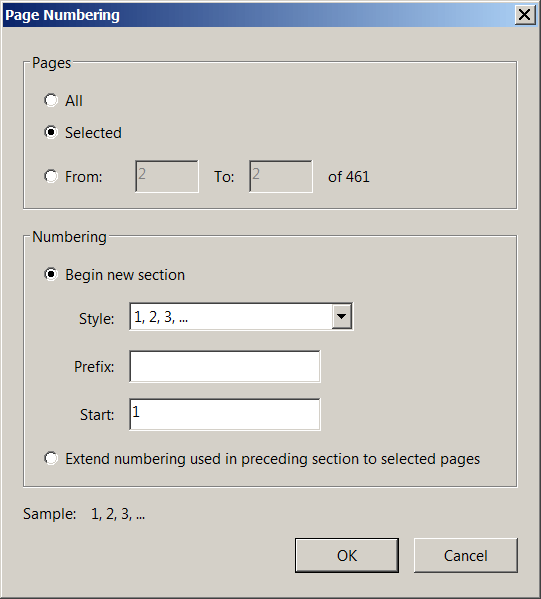 Page Numbering
Pages
All
Selected
From: 2 To: 2 of 461
Numbering
Begin new section
Style: 1, 2, 3, ...
Prefix:
Start: 1
Extend numbering used in preceding section to selected pages
Sample: 1, 2, 3, ...
OK Cancel